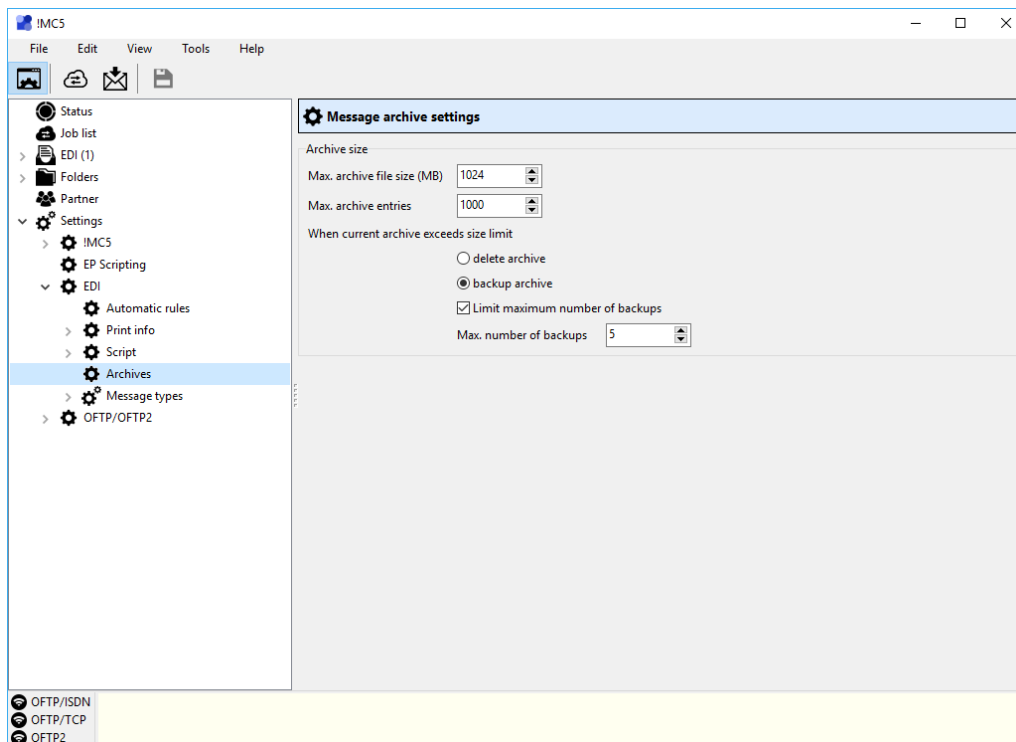 !MC5
File Edit View Tools Help
Status
Job list
EDI (1)
Folders
Partner
Settings
!MC5
EP Scripting
EDI
Automatic rules
Print info
Script
Archives
Message types
OFTP/OFTP2
Message archive settings
Archive size
Max. archive file size (MB) 1024
Max. archive entries 1000
When current archive exceeds size limit
delete archive
backup archive
Limit maximum number of backups
Max. number of backups 5
OFTP/ISDN
OFTP/TCP
OFTP2